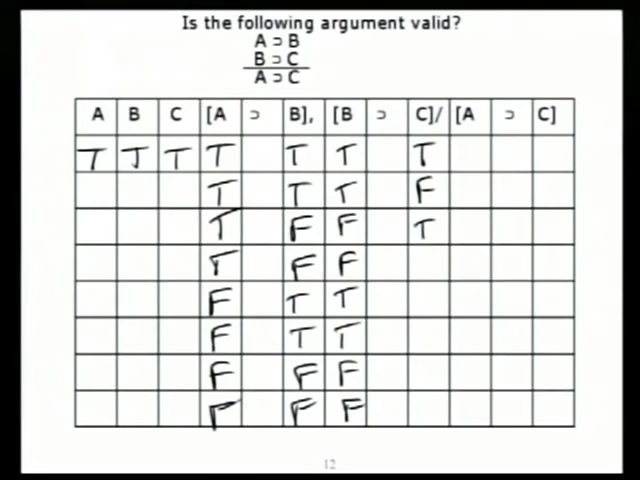 Is the following argument valid?
A ⊃ B
B ⊃ C
A ⊃ C
A B C [A ⊃ B], [B ⊃ C]/ [A ⊃ C]
T T T T T T T
T T T F
T F F T
T F F
F T T
F T T
F F F
F F F
12